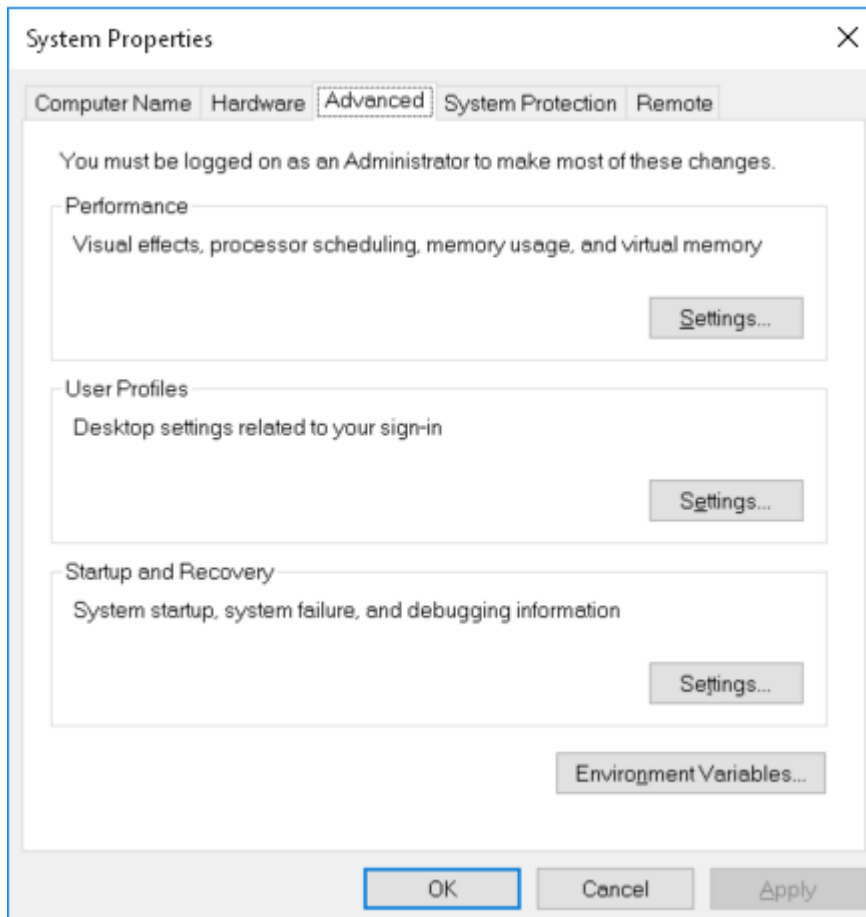 System Properties
Computer Name Hardware Advanced System Protection Remote
You must be logged on as an Administrator to make most of these changes.
Performance
Visual effects, processor scheduling, memory usage, and virtual memory
Settings...
User Profiles
Desktop settings related to your sign-in
Settings...
Startup and Recovery
System startup, system failure, and debugging information
Settings...
Environment Variables...
OK Cancel Apply